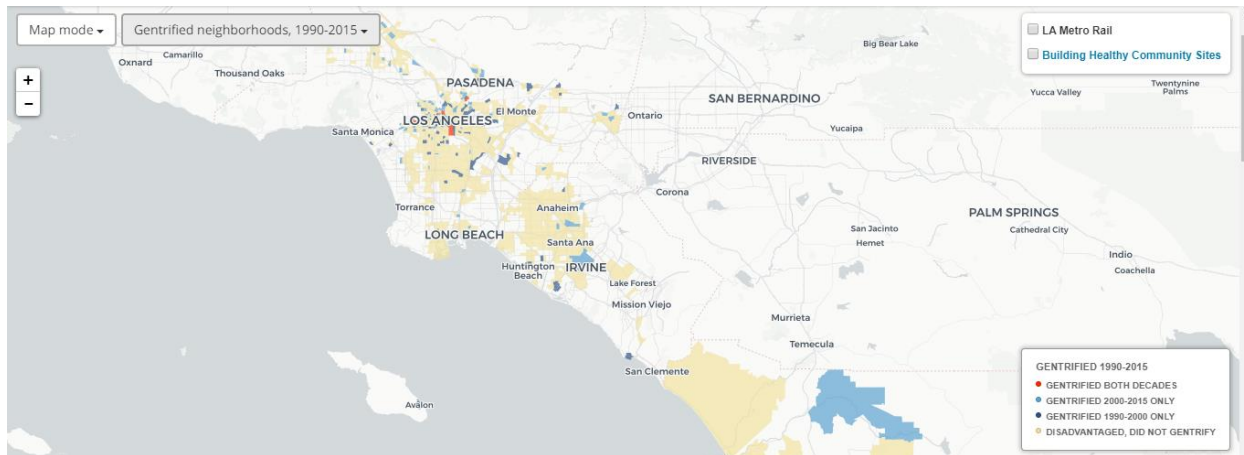 Map mode
Gentrified neighborhoods, 1990-2015
LA Metro Rail
Building Healthy Community Sites
+
−
Oxnard
Camarillo
Thousand Oaks
Big Bear Lake
PASADENA
SAN BERNARDINO
Yucca Valley
Twentynine
Palms
LOS ANGELES
El Monte
Ontario
Santa Monica
Yucaipa
RIVERSIDE
Corona
Torrance
Anaheim
PALM SPRINGS
LONG BEACH
Santa Ana
San Jacinto
Cathedral City
Hemet
Huntington
Beach
IRVINE
Indio
Coachella
Lake Forest
Mission Viejo
Murrieta
Temecula
San Clemente
Avalon
GENTRIFIED 1990-2015
GENTRIFIED BOTH DECADES
GENTRIFIED 2000-2015 ONLY
GENTRIFIED 1990-2000 ONLY
DISADVANTAGED, DID NOT GENTRIFY